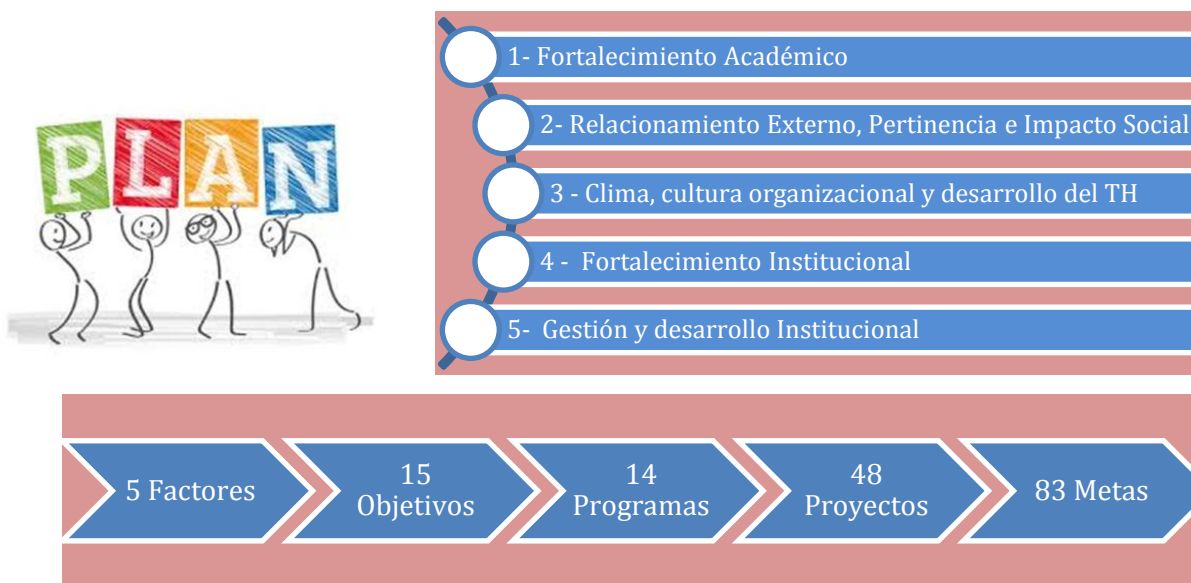 PLAN
1- Fortalecimiento Académico
2- Relacionamiento Externo, Pertinencia e Impacto Social
3 - Clima, cultura organizacional y desarrollo del TH
4 - Fortalecimiento Institucional
5- Gestión y desarrollo Institucional
5 Factores
15
Objetivos
14
Programas
48
Proyectos
83 Metas